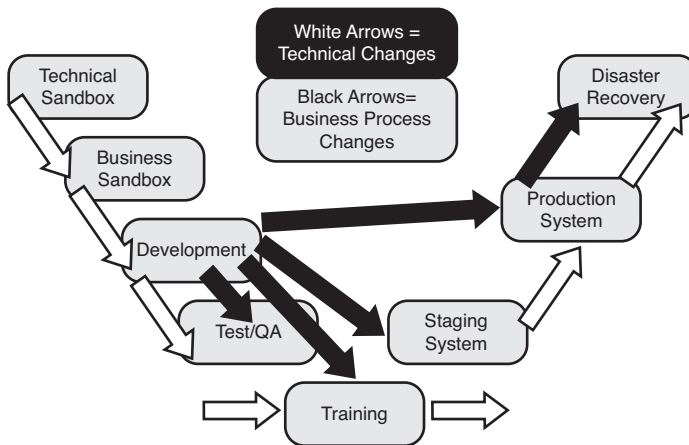 White Arrows =
Technical Changes
Black Arrows=
Business Process
Changes
Technical
Sandbox
Business
Sandbox
Development
Test/QA
Training
Staging
System
Production
System
Disaster
Recovery